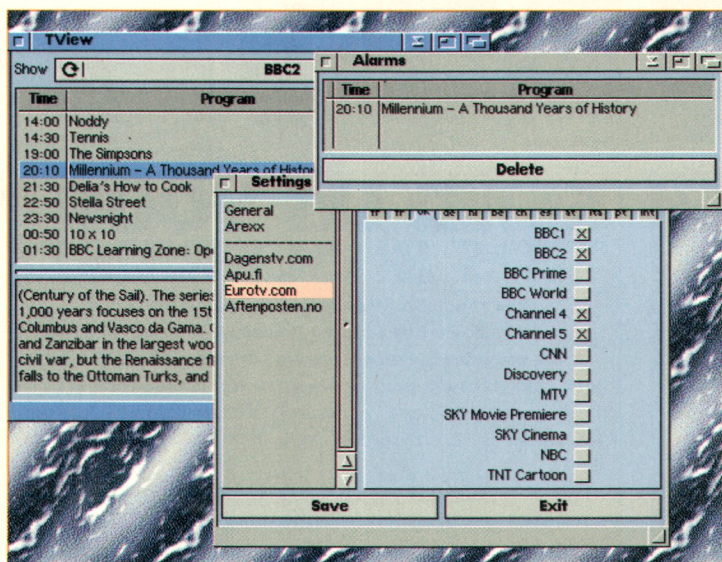 TView
Show BBC2
Time Program
14:00 Noddy
14:30 Tennis
19:00 The Simpsons
20:10 Millennium – A Thousand Years of Histor
21:30 Delia's How to Cook
22:50 Stella Street
23:30 Newsnight
00:50 10 x 10
01:30 BBC Learning Zone: Op
(Century of the Sail). The series
1,000 years focuses on the 15t
Columbus and Vasco da Gama.
and Zanzibar in the largest woo
civil war, but the Renaissance f
falls to the Ottoman Turks, and
Alarms
Time Program
20:10 Millennium – A Thousand Years of History
Delete
Settings
General
Arexx
Dagenstv.com
Apu.fi
Eurotv.com
Aftenposten.no
BBC1
BBC2
BBC Prime
BBC World
Channel 4
Channel 5
CNN
Discovery
MTV
SKY Movie Premiere
SKY Cinema
NBC
TNT Cartoon
Save Exit